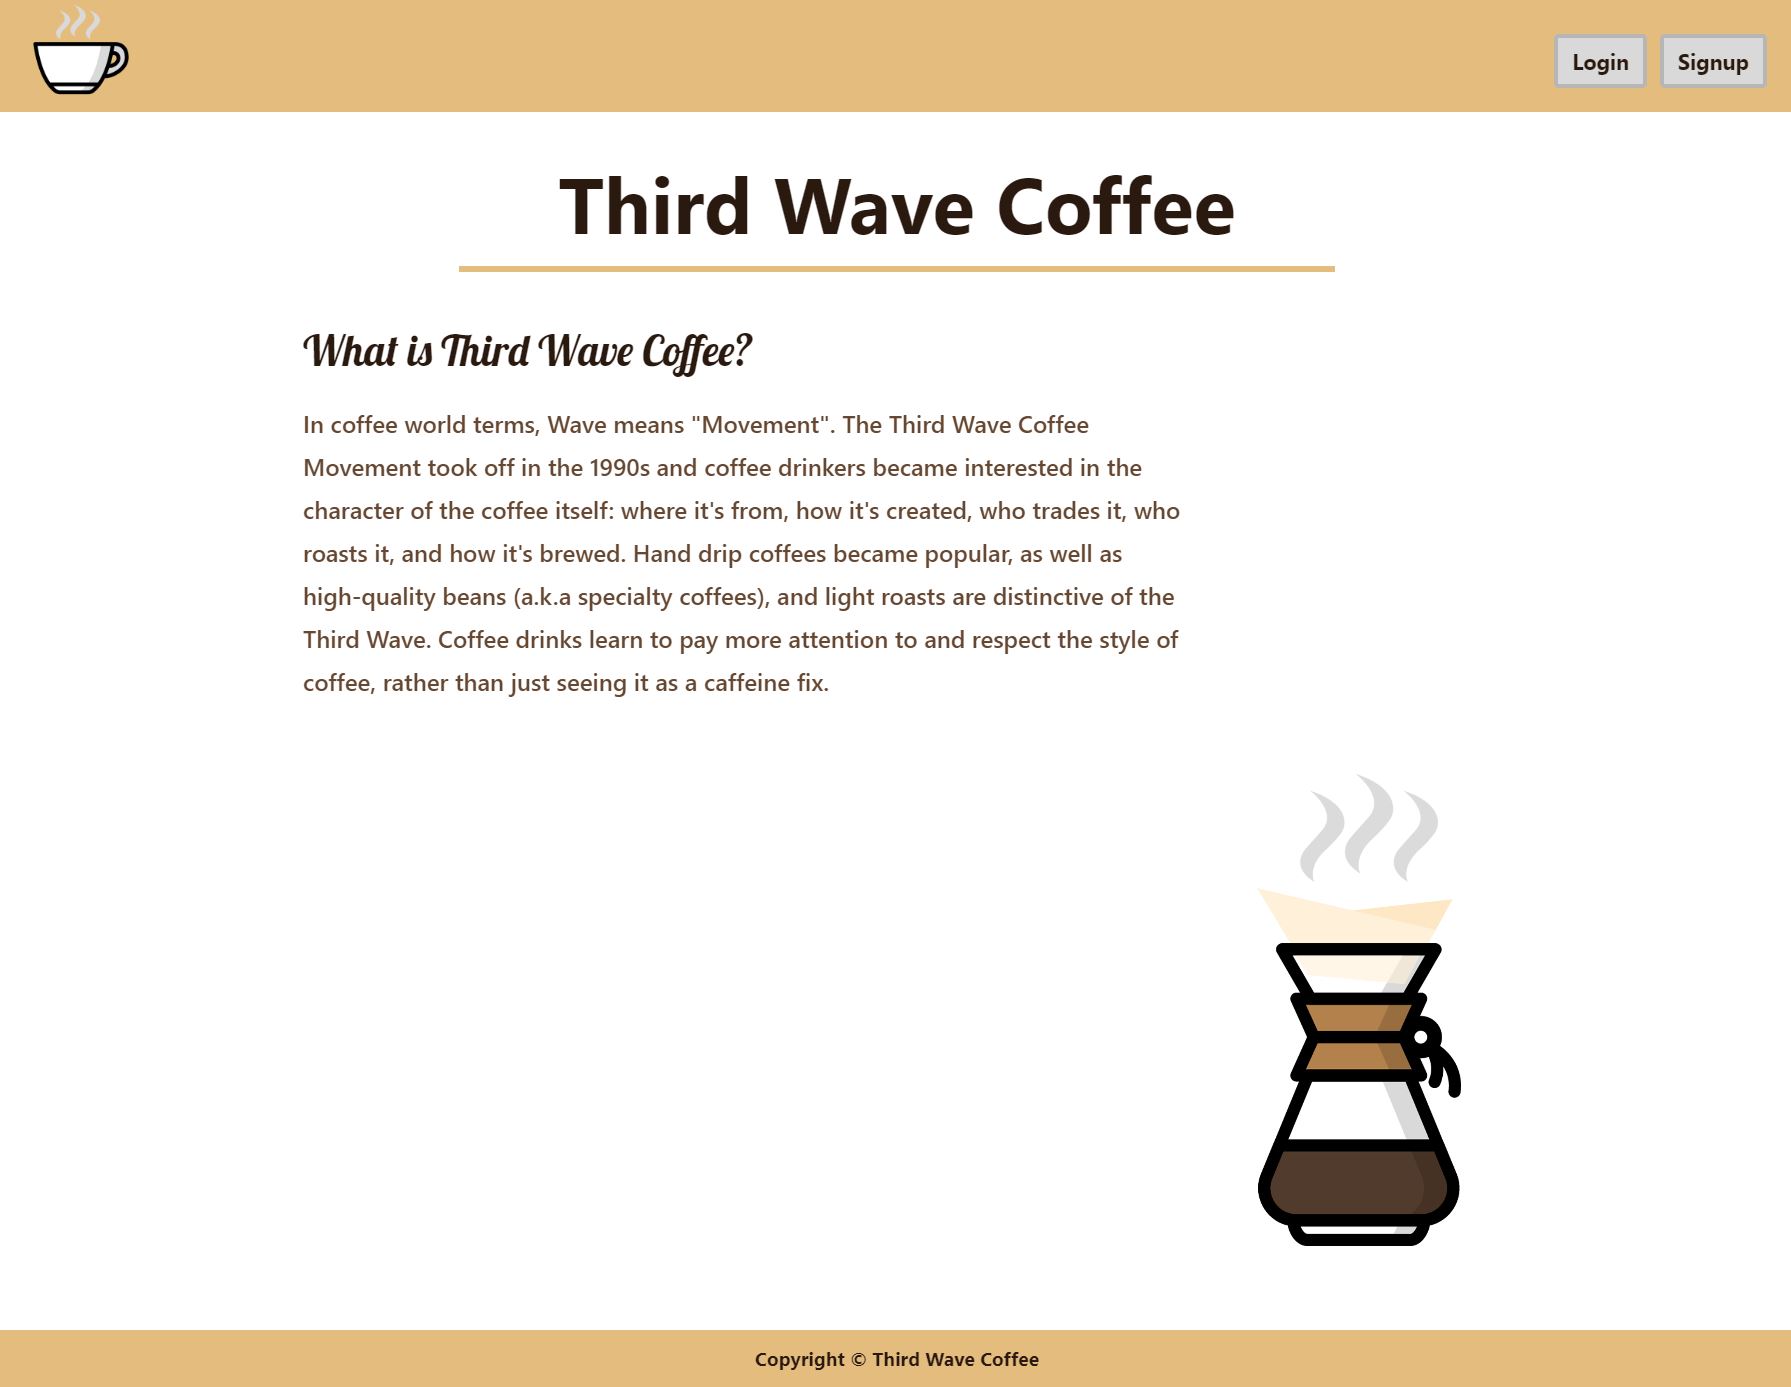 Login Signup
Third Wave Coffee
What is Third Wave Coffee?
In coffee world terms, Wave means "Movement". The Third Wave Coffee
Movement took off in the 1990s and coffee drinkers became interested in the
character of the coffee itself: where it's from, how it's created, who trades it, who
roasts it, and how it's brewed. Hand drip coffees became popular, as well as
high-quality beans (a.k.a specialty coffees), and light roasts are distinctive of the
Third Wave. Coffee drinks learn to pay more attention to and respect the style of
coffee, rather than just seeing it as a caffeine fix.
Copyright © Third Wave Coffee